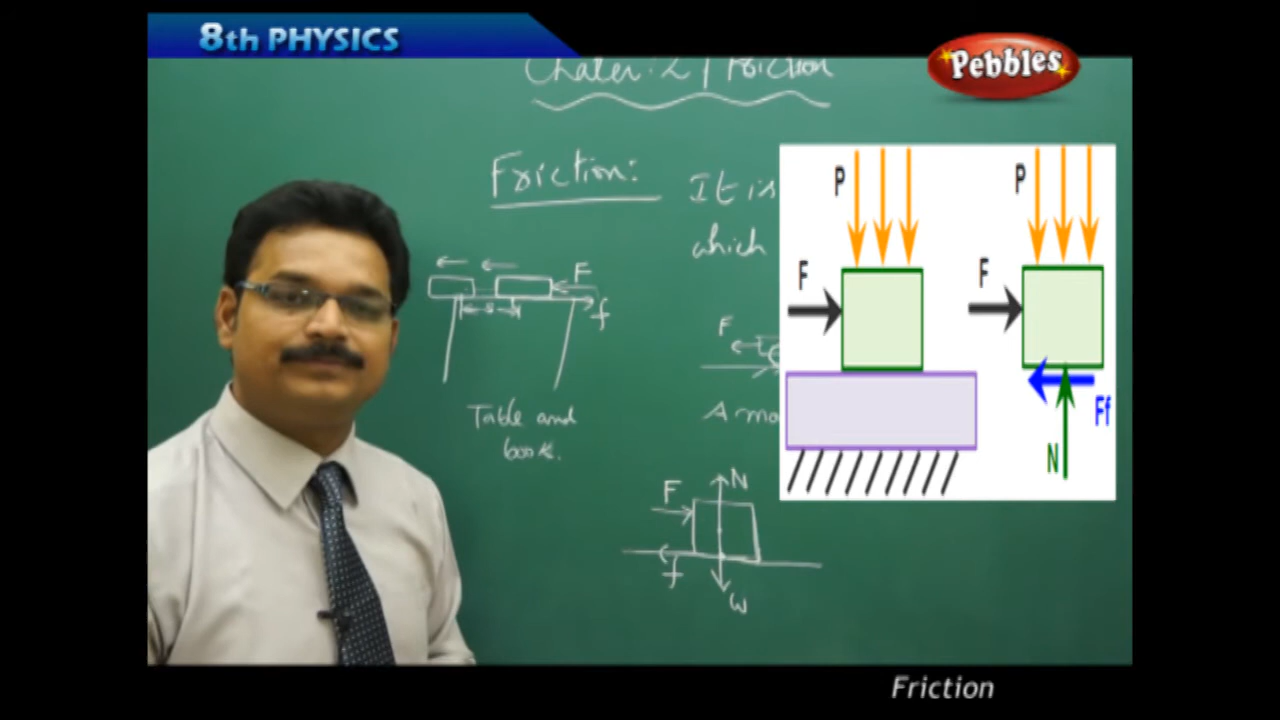 8th PHYSICS
Pebbles
Chater: 2 / Friction
Friction:
It is
which
F
f
s
Table and
book.
F
A mo
F
N
f
W
P
F
P
F
Ff
N
Friction